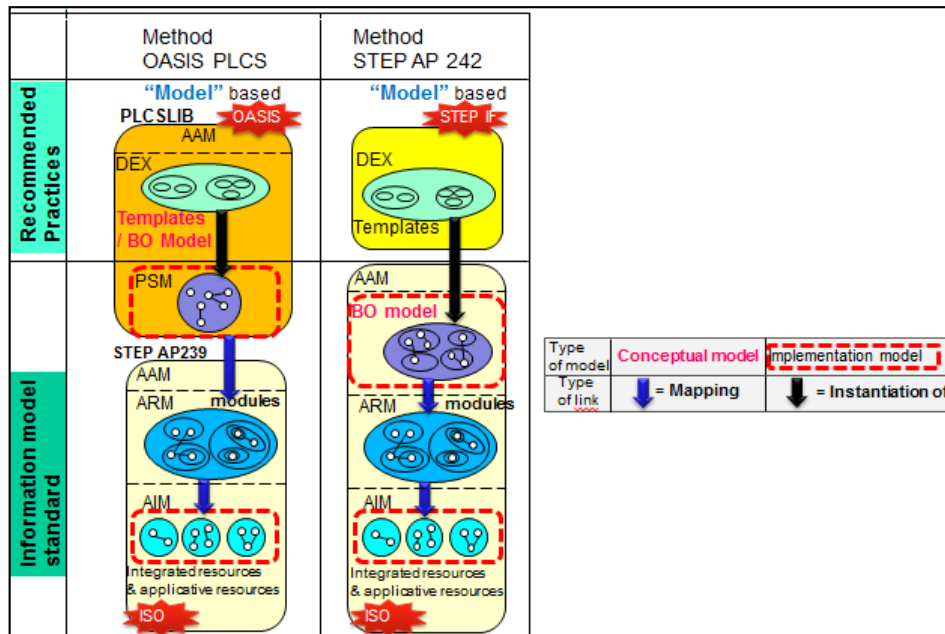 Method
OASIS PLCS
Method
STEP AP 242
Recommended
Practices
"Model" based
PLCSLIB
OASIS
AAM
DEX
Templates
/ BO Model
PSM
"Model" based
STEP IF
DEX
Templates
Information model
standard
STEP AP239
AAM
ARM
modules
AIM
Integrated resources
& applicative resources
ISO
AAM
BO model
ARM
modules
AIM
Integrated resources
& applicative resources
ISO
Type
of model
Conceptual model
mplementation model
Type
of link
= Mapping
= Instantiation of